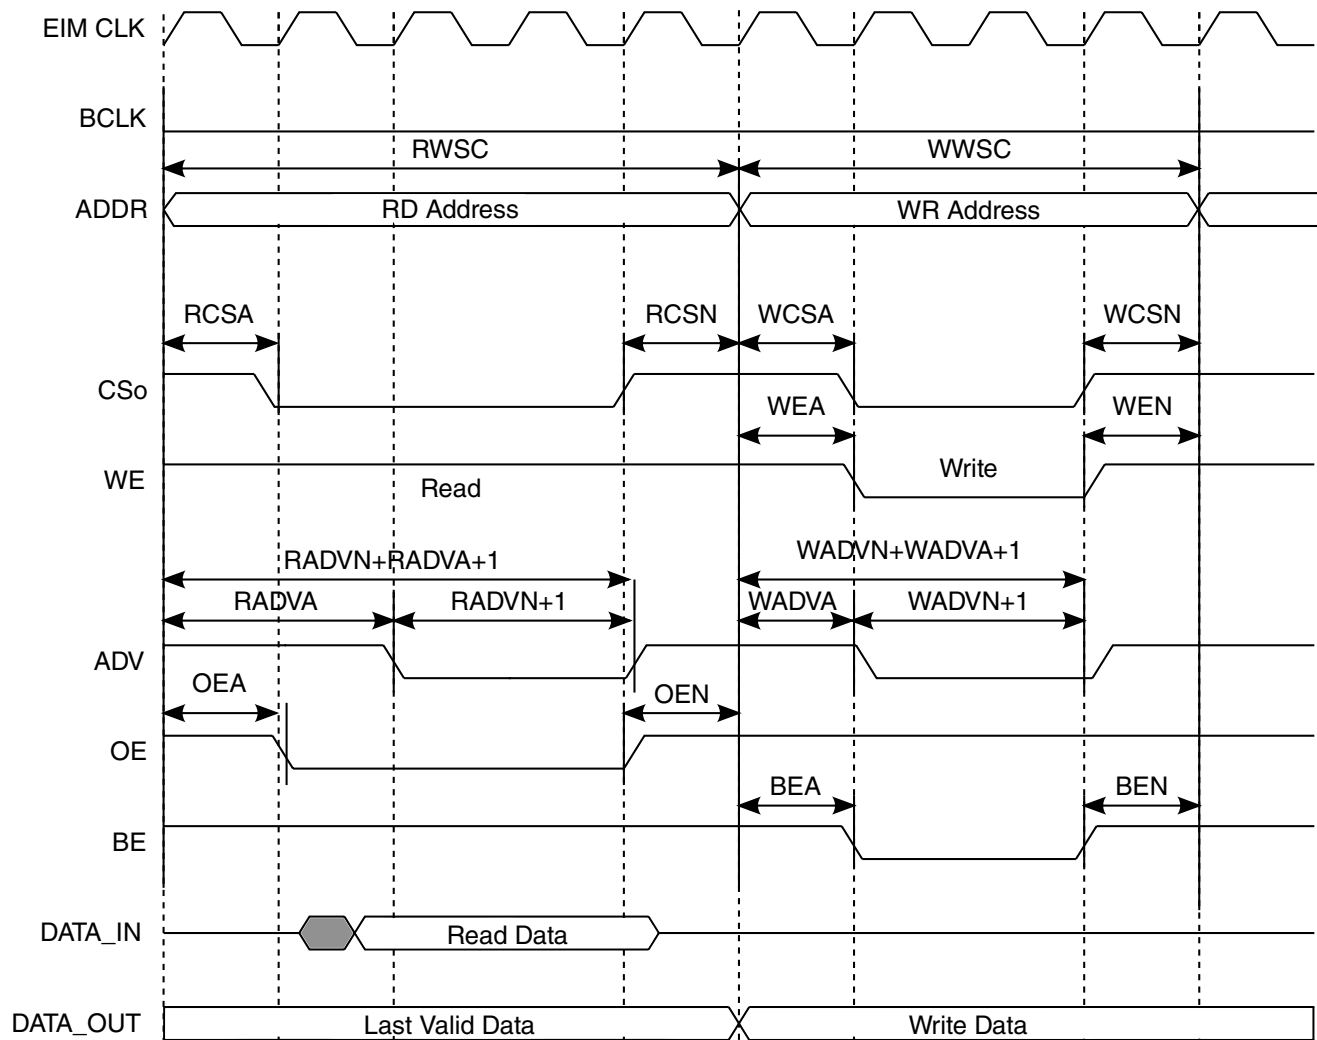 EIM CLK
BCLK
RWSC WWSC
ADDR RD Address WR Address
RCSA RCSN WCSA WCSN
CSo
WEA WEN
WE Read Write
RADVN+RADVA+1 WADVN+WADVA+1
RADVA RADVN+1 WADVA WADVN+1
ADV
OEA OEN
OE
BEA BEN
BE
DATA_IN Read Data
DATA_OUT Last Valid Data Write Data